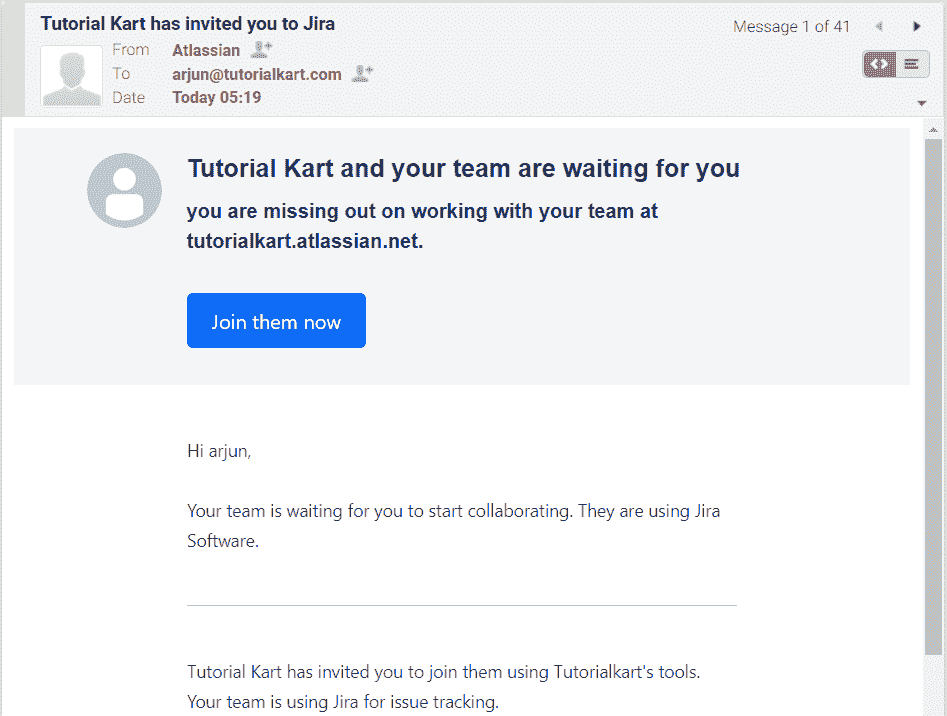 Tutorial Kart has invited you to Jira
Message 1 of 41
From Atlassian
To arjun@tutorialkart.com
Date Today 05:19
Tutorial Kart and your team are waiting for you
you are missing out on working with your team at
tutorialkart.atlassian.net.
Join them now
Hi arjun,
Your team is waiting for you to start collaborating. They are using Jira
Software.
Tutorial Kart has invited you to join them using Tutorialkart's tools.
Your team is using Jira for issue tracking.